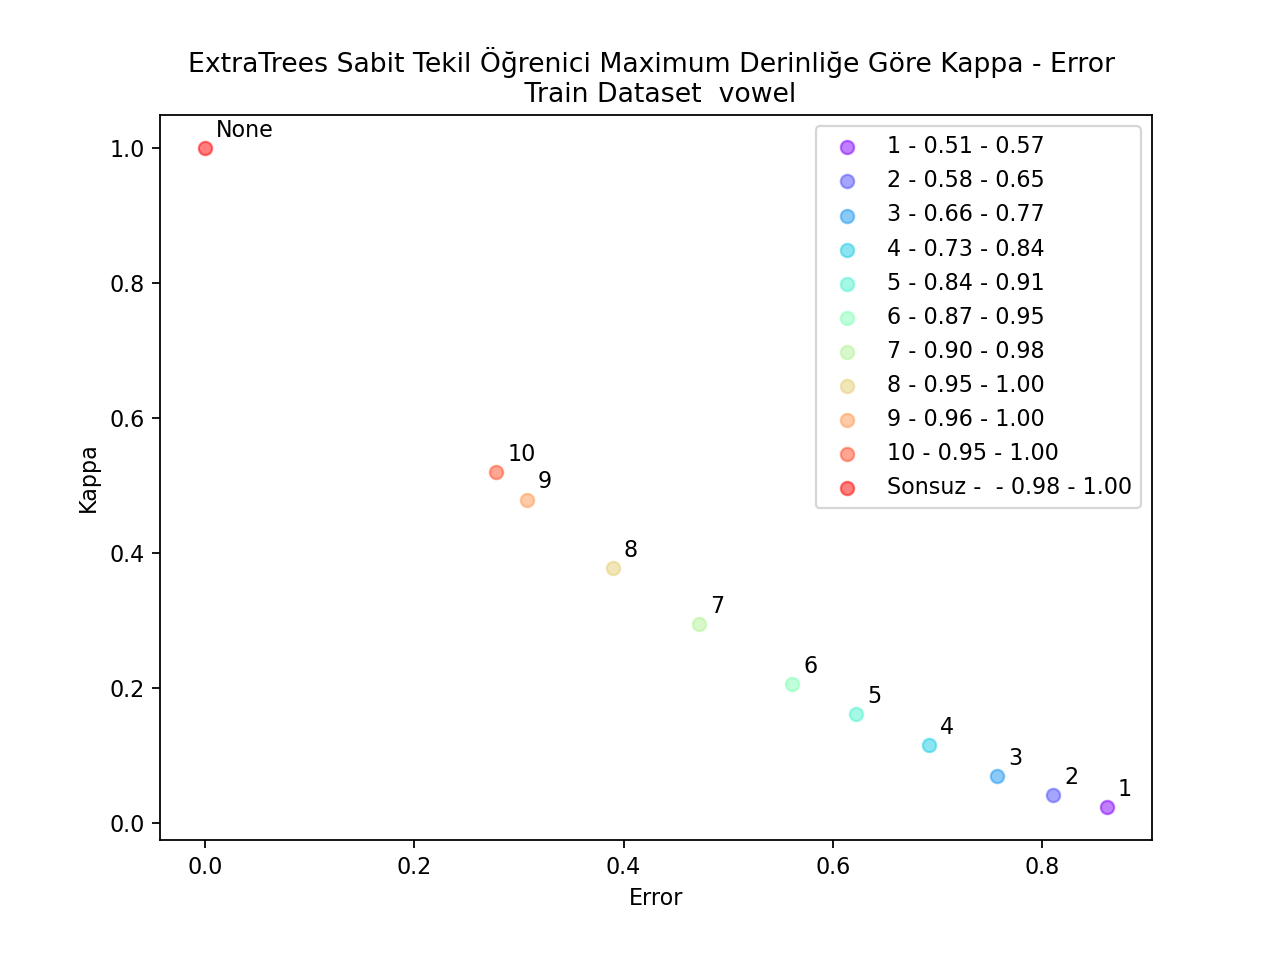 ExtraTrees Sabit Tekil Öğrenici Maximum Derinliğe Göre Kappa - Error
Train Dataset  vowel
None
1 - 0.51 - 0.57
2 - 0.58 - 0.65
3 - 0.66 - 0.77
4 - 0.73 - 0.84
5 - 0.84 - 0.91
6 - 0.87 - 0.95
7 - 0.90 - 0.98
8 - 0.95 - 1.00
9 - 0.96 - 1.00
10 - 0.95 - 1.00
Sonsuz -  - 0.98 - 1.00
10
9
8
7
6
5
4
3
2
1
1.0
0.8
0.6
0.4
0.2
0.0
Kappa
0.0
0.2
0.4
0.6
0.8
Error